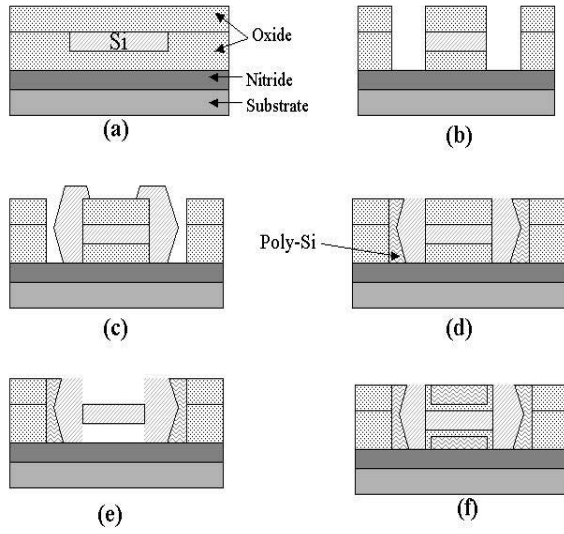 Si
Oxide
Nitride
Substrate
(a)
(b)
Poly-Si
(c)
(d)
(e)
(f)